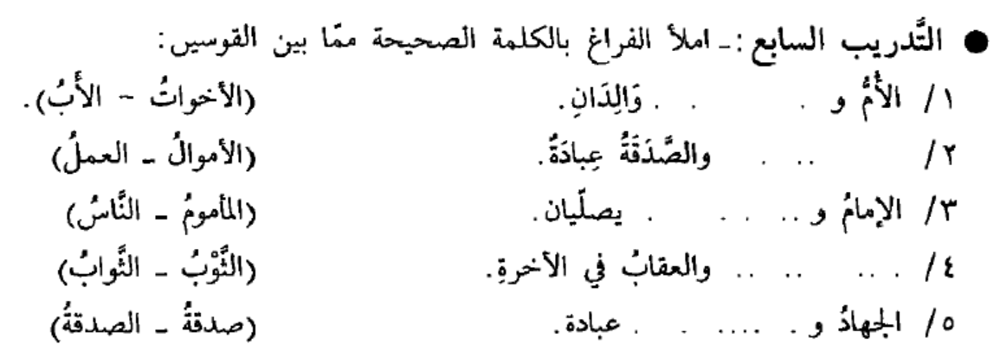 ● التَّدريب السابع :ـ املأ الفراغ بالكلمة الصحيحة ممّا بين القوسين:
١/ الأُمُّ و . . . . وَالِدَانِ. (الأخواتُ - الأَبُ).
٢/ .. . والصَّدَقَةُ عِبادَةٌ. (الأموالُ ـ العملُ)
٣/ الإمامُ و .. . . . . يصلّيان. (المأمومُ ـ النَّاسُ)
٤/ . .. .. .. .. والعقابُ في الآخرةِ. (الثَّوْبُ ـ الثَّوابُ)
٥/ الجهادُ و . .... . . عبادة. (صدقةُ ـ الصدقةُ)